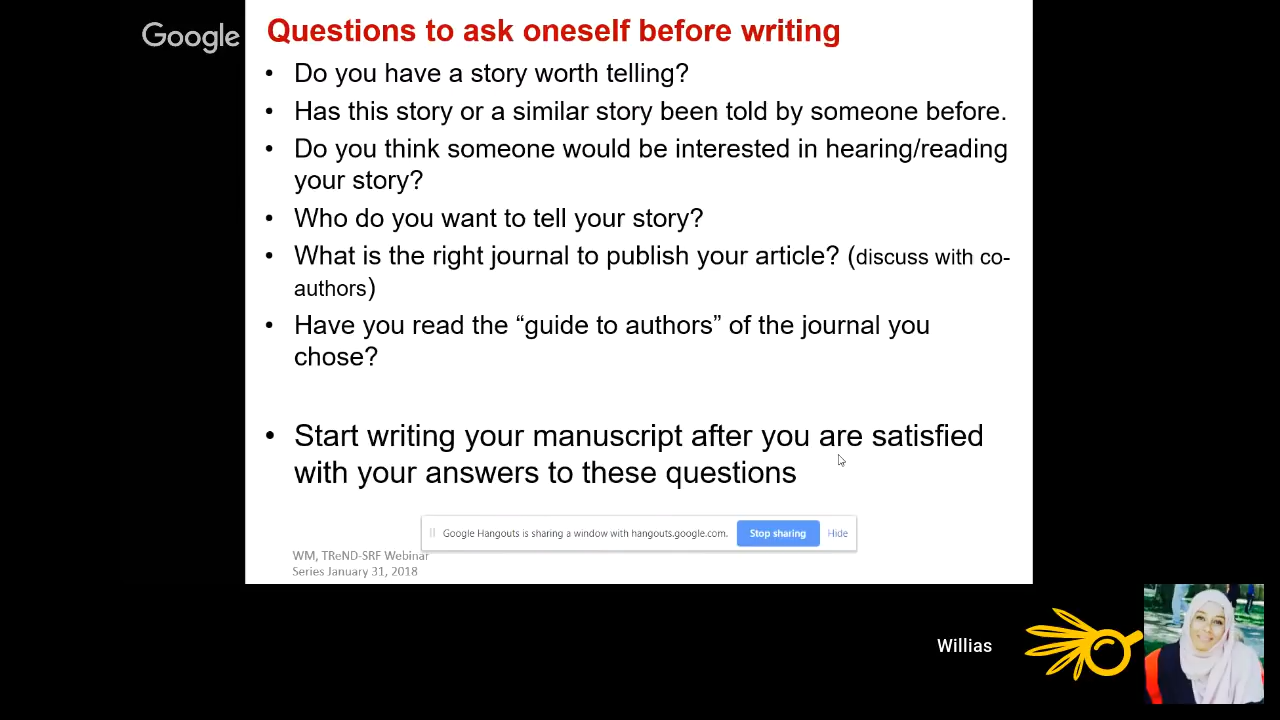 Google
Questions to ask oneself before writing
• Do you have a story worth telling?
• Has this story or a similar story been told by someone before.
• Do you think someone would be interested in hearing/reading
your story?
• Who do you want to tell your story?
• What is the right journal to publish your article? (discuss with co-
authors)
• Have you read the “guide to authors” of the journal you
chose?
• Start writing your manuscript after you are satisfied
with your answers to these questions
Google Hangouts is sharing a window with hangouts.google.com. Stop sharing Hide
WM, TReND-SRF Webinar
Series January 31, 2018
Willias